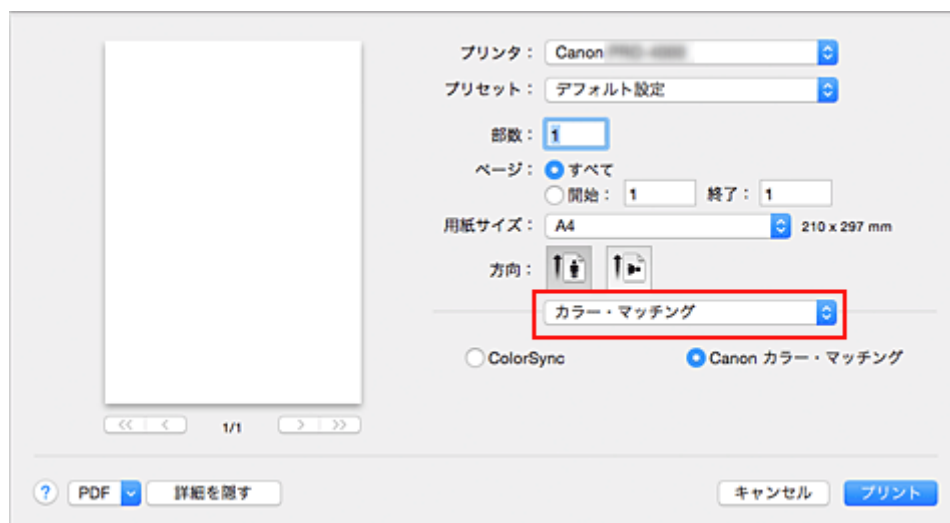 プリンタ： Canon
プリセット： デフォルト設定
部数： 1
ページ： すべて
開始： 1 終了： 1
用紙サイズ： A4 210 x 297 mm
方向：
カラー・マッチング
ColorSync Canon カラー・マッチング
1/1
? PDF 詳細を隠す キャンセル プリント